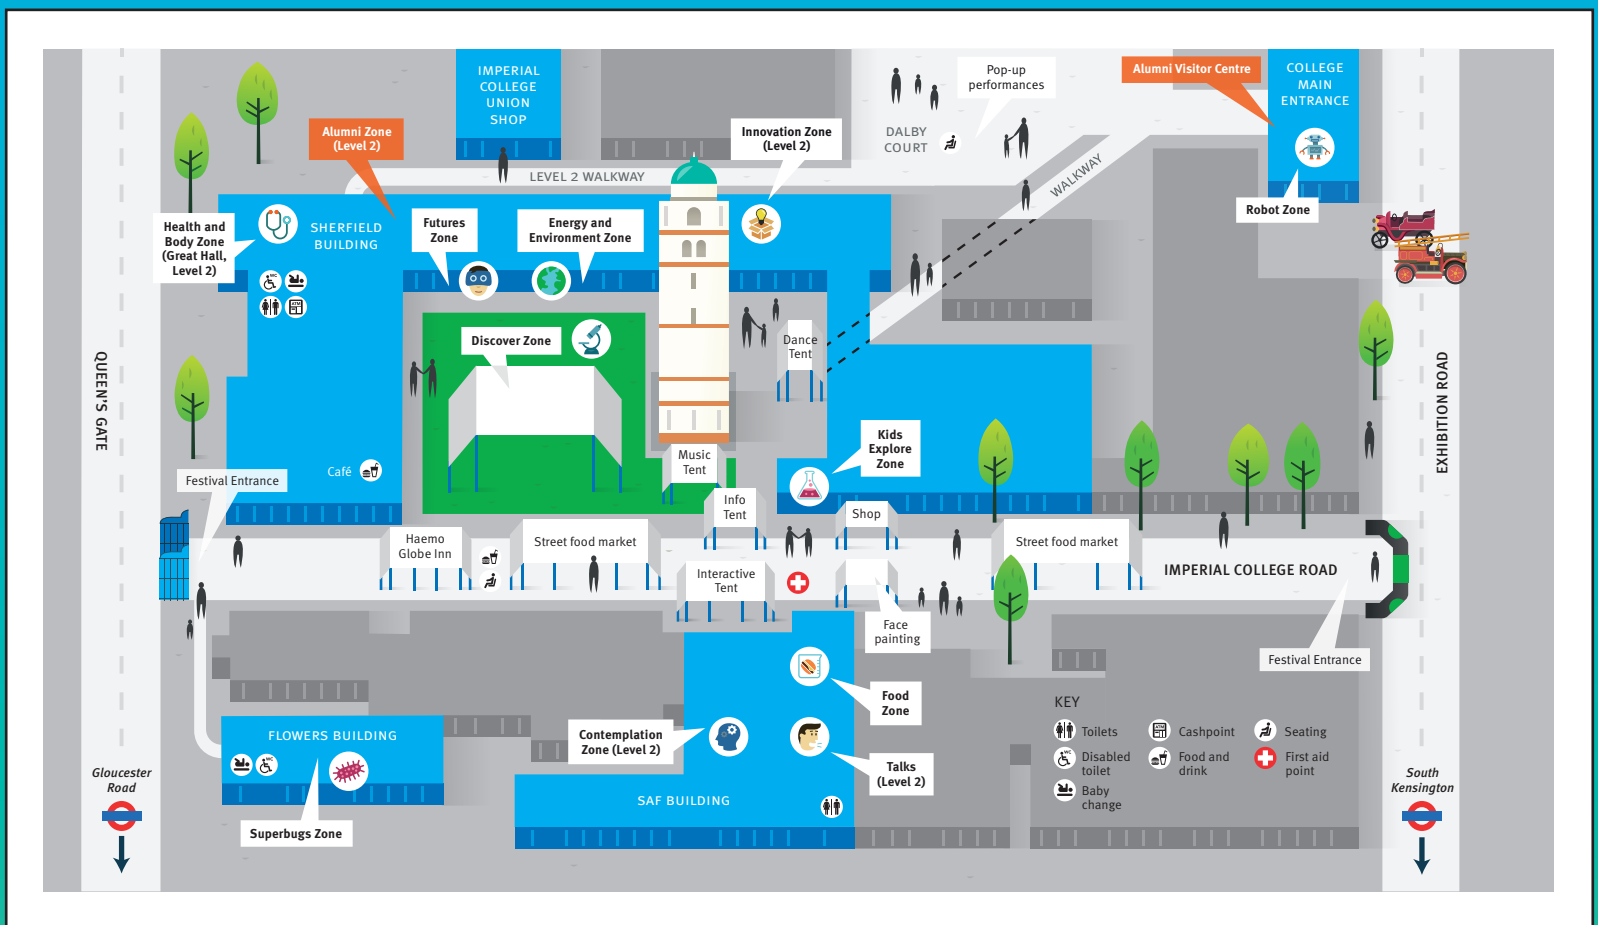 IMPERIAL
COLLEGE
UNION
SHOP
Pop-up
performances
Alumni Visitor Centre
COLLEGE
MAIN
ENTRANCE
Alumni Zone
(Level 2)
Innovation Zone
(Level 2)
DALBY
COURT
LEVEL 2 WALKWAY
WALKWAY
Robot Zone
Health and
Body Zone
(Great Hall,
Level 2)
SHERFIELD
BUILDING
Futures
Zone
Energy and
Environment Zone
WC
ATM
Discover Zone
Dance
Tent
QUEEN'S GATE
EXHIBITION ROAD
Café
Festival Entrance
Music
Tent
Kids
Explore
Zone
Info
Tent
Shop
Haemo
Globe Inn
Street food market
Street food market
Interactive
Tent
IMPERIAL COLLEGE ROAD
Face
painting
Festival Entrance
Food
Zone
Contemplation
Zone (Level 2)
Talks
(Level 2)
FLOWERS BUILDING
WC
Superbugs Zone
SAF BUILDING
KEY
Toilets
ATM
Cashpoint
Seating
WC
Disabled
toilet
Food and
drink
First aid
point
Baby
change
Gloucester
Road
South
Kensington